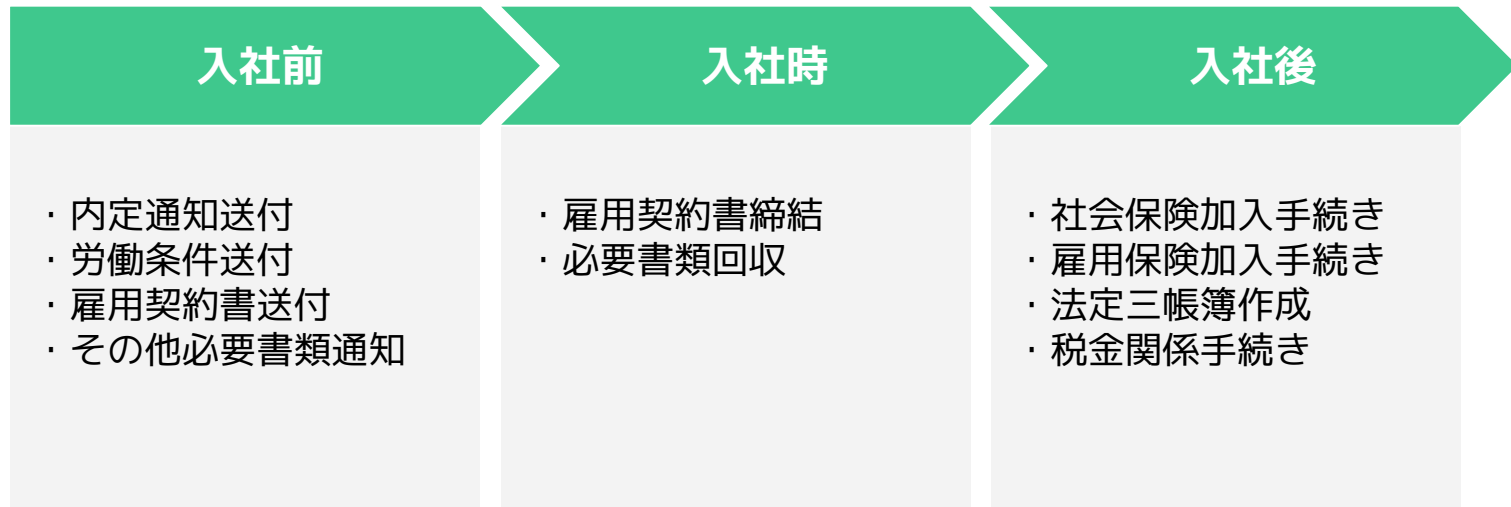 入社前
・内定通知送付
・労働条件送付
・雇用契約書送付
・その他必要書類通知
入社時
・雇用契約書締結
・必要書類回収
入社後
・社会保険加入手続き
・雇用保険加入手続き
・法定三帳簿作成
・税金関係手続き